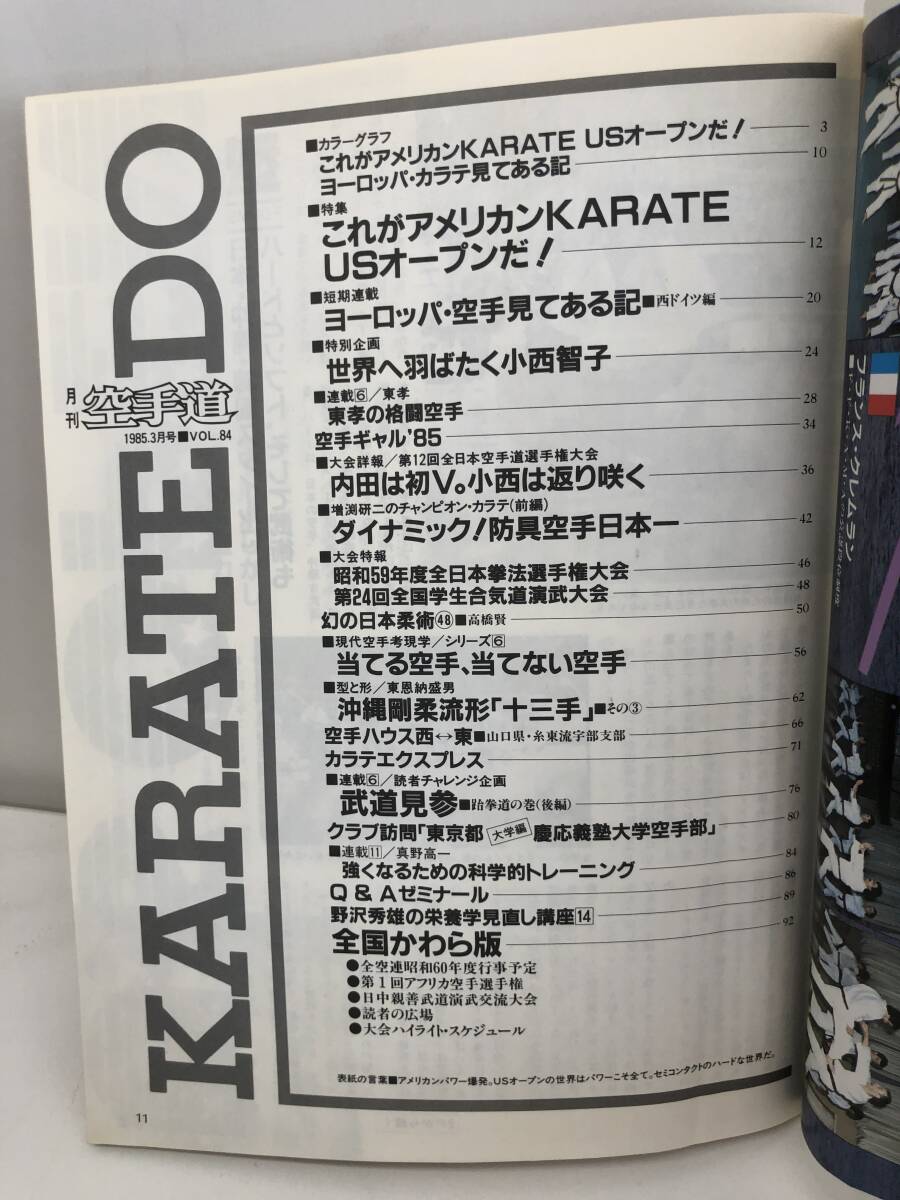 KARATE DO
月刊
空手道
1985.3月号■VOL.84
■カラーグラフ
これがアメリカンKARATE USオープンだ! 3
ヨーロッパ・カラテ見てある記 10
■特集
これがアメリカンKARATE
USオープンだ! 12
■短期連載
ヨーロッパ・空手見てある記■西ドイツ編 20
■特別企画
世界へ羽ばたく小西智子 24
■連載6/東孝
東孝の格闘空手 28
空手ギャル'85 34
■大会詳報/第12回全日本空手道選手権大会
内田は初V。小西は返り咲く 36
■増渕研二のチャンピオン・カラテ(前編)
ダイナミック!防具空手日本一 42
■大会特報
昭和59年度全日本拳法選手権大会 46
第24回全国学生合気道演武大会 48
幻の日本柔術㊽■高橋賢 50
■現代空手考現学/シリーズ6
当てる空手、当てない空手 56
■型と形/東恩納盛男
沖縄剛柔流形「十三手」■その③ 62
空手ハウス西↔東■山口県・糸東流宇部支部 66
カラテエクスプレス 71
■連載6/読者チャレンジ企画
武道見参■跆拳道の巻(後編) 76
クラブ訪問「東京都 大学編 慶応義塾大学空手部」 80
■連載11/真野高一
強くなるための科学的トレーニング 84
Q&Aゼミナール 86
野沢秀雄の栄養学見直し講座14 89
全国かわら版 92
●全空連昭和60年度行事予定
●第1回アフリカ空手選手権
●日中親善武道演武交流大会
●読者の広場
●大会ハイライト・スケジュール
表紙の言葉■アメリカンパワー爆発。USオープンの世界はパワーこそ全て。セミコンタクトのハードな世界だ。
11
フランス・クレムラン